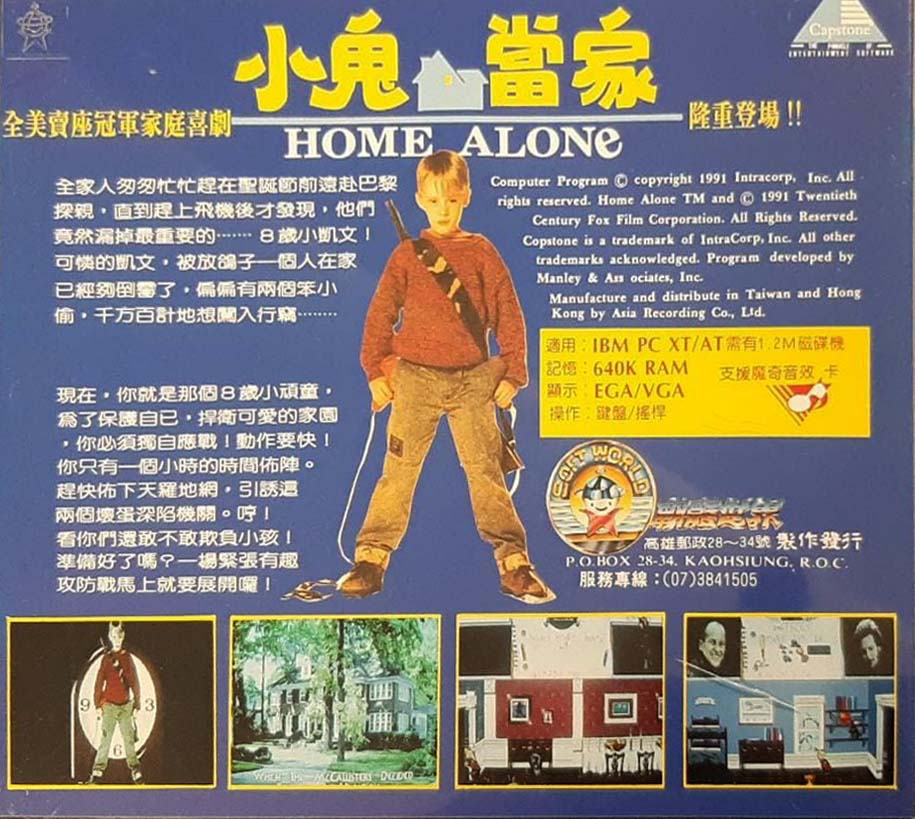 小鬼當家
Capstone
THE PINNACLE OF
ENTERTAINMENT SOFTWARE
全美賣座冠軍家庭喜劇
隆重登場!!
HOME ALONe
全家人匆匆忙忙趕在聖誕節前遠赴巴黎
探親，直到趕上飛機後才發現，他們
竟然漏掉最重要的⋯⋯ 8歲小凱文！
可憐的凱文，被放鴿子一個人在家
已經夠倒霉了，偏偏有兩個笨小
偷，千方百計地想闖入行竊⋯⋯⋯
現在，你就是那個8歲小頑童，
為了保護自己，捍衛可愛的家園
，你必須獨自應戰！動作要快！
你只有一個小時的時間佈陣。
趕快佈下天羅地網，引誘這
兩個壞蛋深陷機關。哼！
看你們還敢不敢欺負小孩！
準備好了嗎？一場緊張有趣
攻防戰馬上就要展開囉！
Computer Program © copyright 1991 Intracorp, Inc. All
rights reserved. Home Alone TM and © 1991 Twentieth
Century Fox Film Corporation. All Rights Reserved.
Copstone is a trademark of IntraCorp, Inc. All other
trademarks acknowledged. Program developed by
Manley & Ass ociates, Inc.
Manufacture and distribute in Taiwan and Hong
Kong by Asia Recording Co., Ltd.
適用：IBM PC XT/AT需有1.2M磁碟機
記憶：640K RAM
支援魔奇音效 卡
顯示：EGA/VGA
操作：鍵盤/搖桿
SOFT WORLD
高雄郵政28～34號 製作發行
P.O.BOX 28-34. KAOHSIUNG, R.O.C.
服務專線：(07)3841505
9 3
6
WHEN THE MCCALLISTERS DECIDED